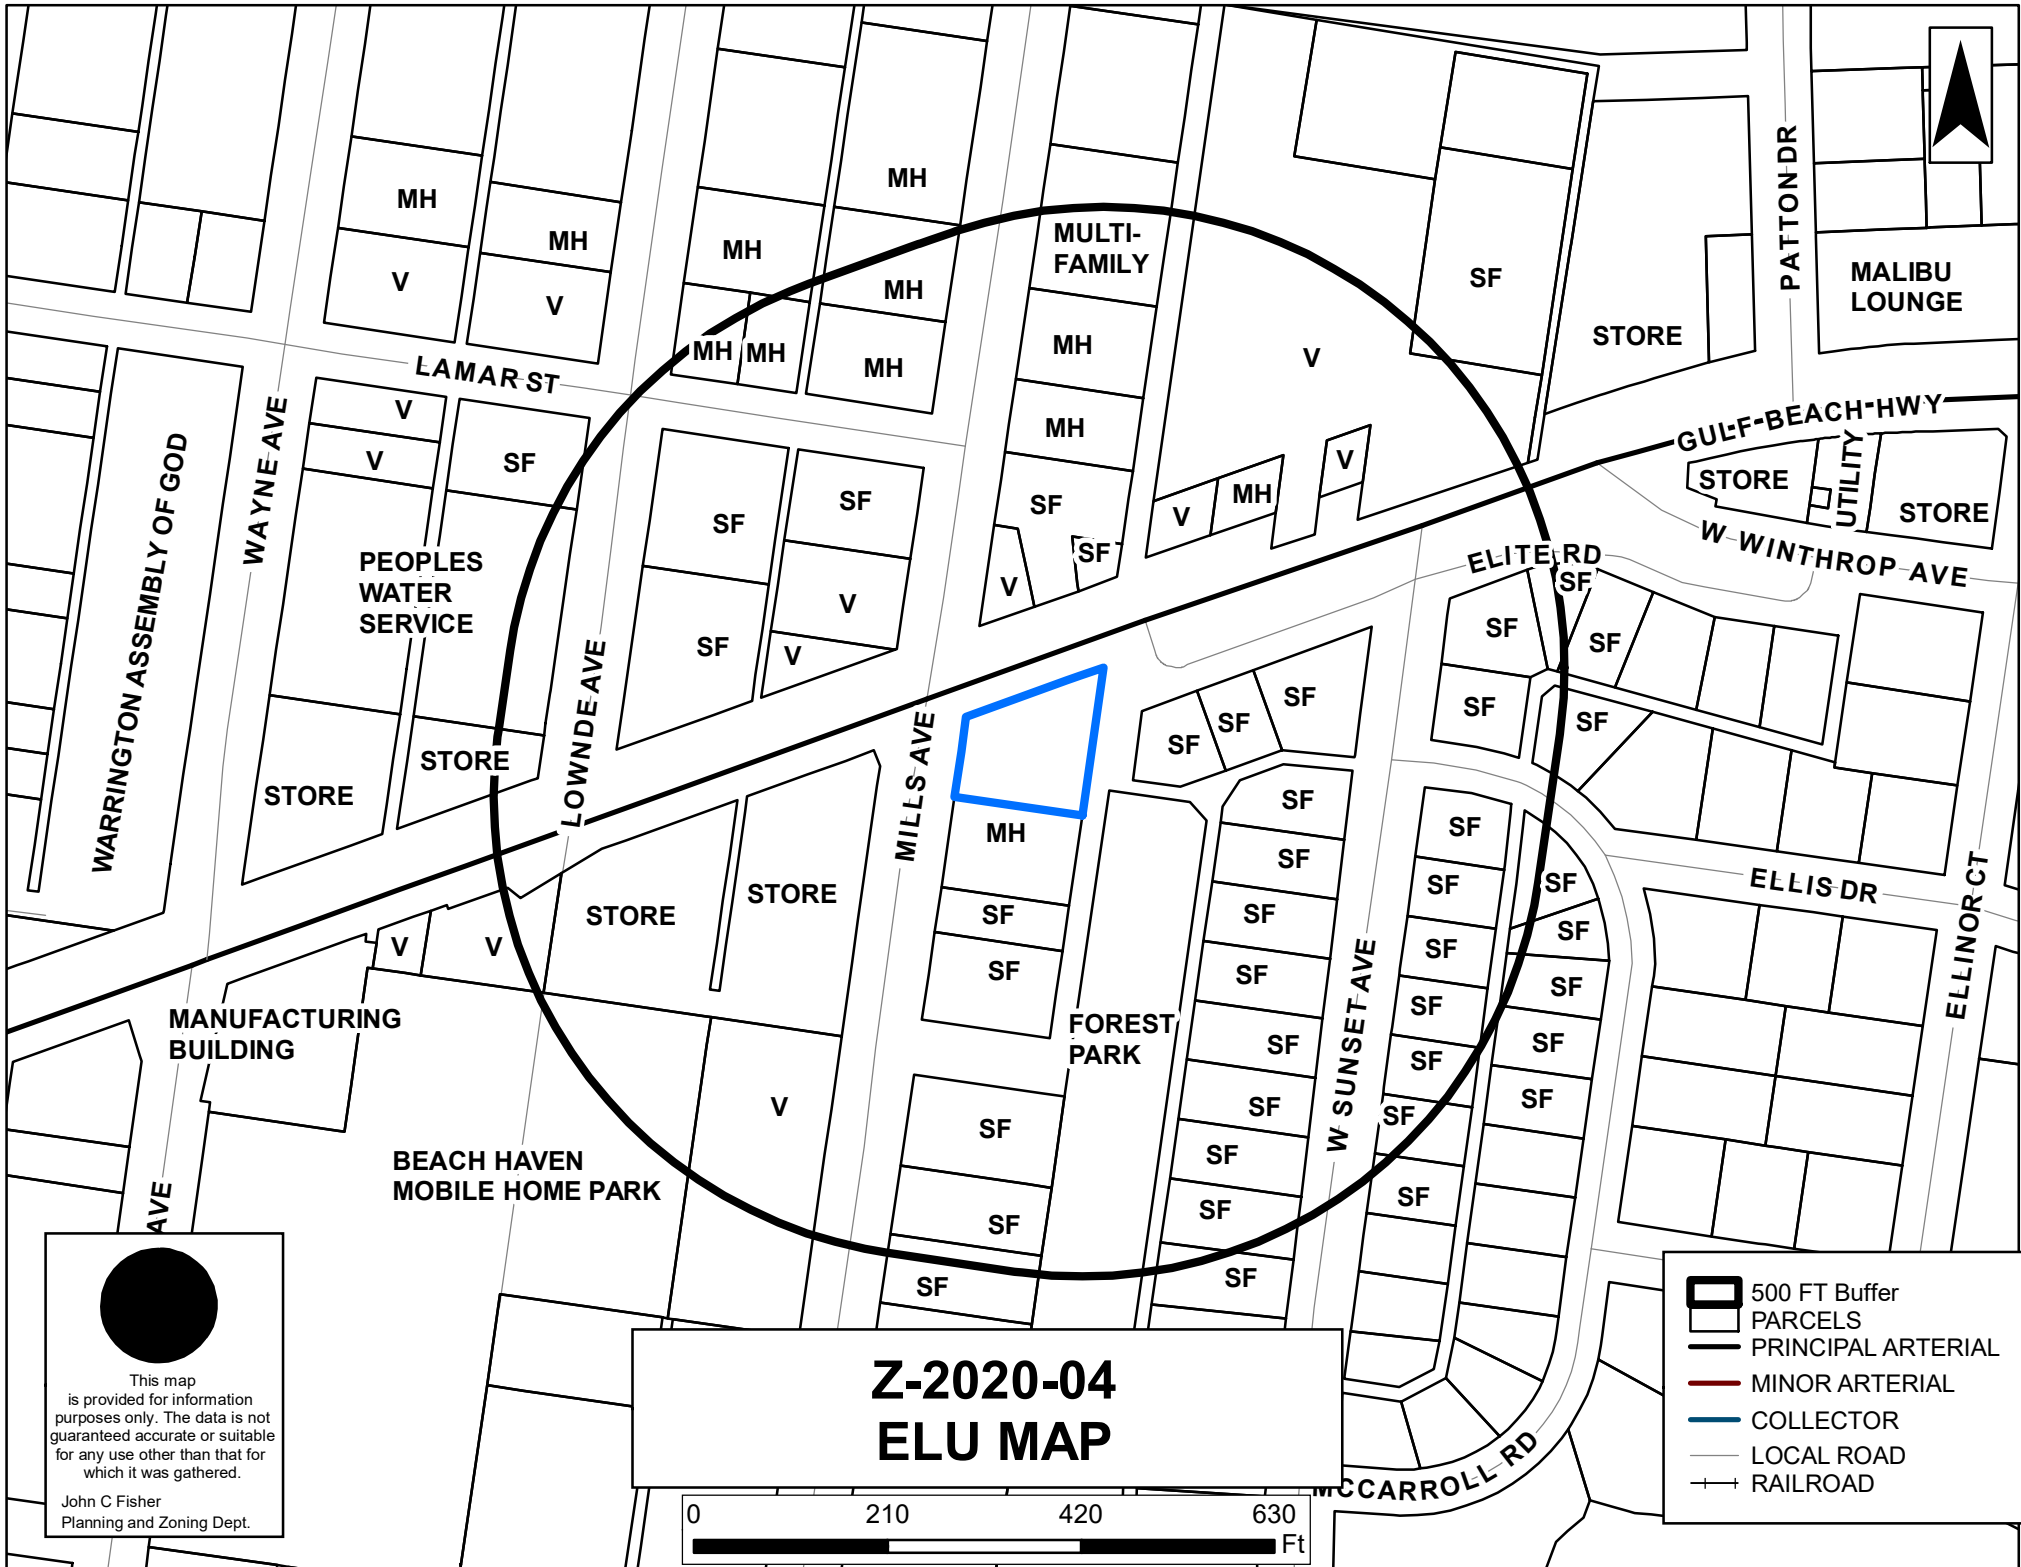 MH
MH
MH
MH
MULTI-
FAMILY
SF
PATTON DR
MALIBU
LOUNGE
V
V
MH
STORE
MH
MH
MH
MH
V
LAMAR ST
V
V
SF
WAYNE AVE
WARRINGTON ASSEMBLY OF GOD
MH
GULF BEACH HWY
STORE
UTILITY
STORE
SF
SF
SF
V
MH
V
W WINTHROP AVE
PEOPLES
WATER
SERVICE
V
SF
V
ELITE RD
SF
SF
SF
SF
V
LOWNDE AVE
MILLS AVE
SF
SF
SF
SF
SF
STORE
STORE
MH
SF
SF
SF
SF
SF
SF
ELLIS DR
ELLINOR CT
STORE
STORE
SF
SF
SF
SF
V
V
SF
SF
SF
SF
W SUNSET AVE
MANUFACTURING
BUILDING
FOREST
PARK
SF
SF
SF
V
SF
SF
SF
SF
SF
BEACH HAVEN
MOBILE HOME PARK
SF
SF
AVE
SF
SF
SF
SF
This map
is provided for information
purposes only. The data is not
guaranteed accurate or suitable
for any use other than that for
which it was gathered.
John C Fisher
Planning and Zoning Dept.
Z-2020-04
ELU MAP
0 210 420 630
Ft
MCCARROLL RD
500 FT Buffer
PARCELS
PRINCIPAL ARTERIAL
MINOR ARTERIAL
COLLECTOR
LOCAL ROAD
RAILROAD